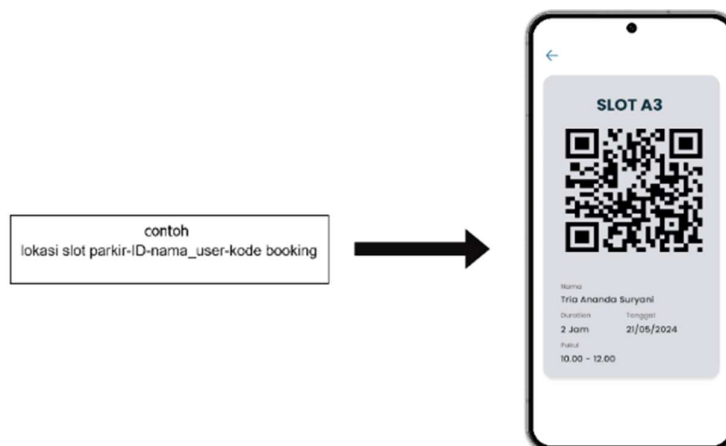 contoh
lokasi slot parkir-ID-nama_user-kode booking
SLOT A3
Nama
Tria Ananda Suryani
Duration Tanggal
2 Jam 21/05/2024
Pukul
10.00 - 12.00